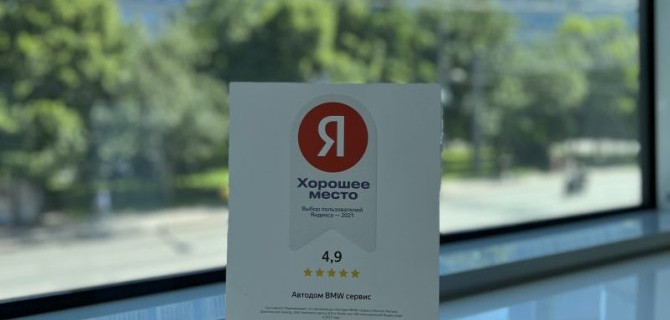 Я
Хорошее
место
Выбор пользователей
Яндекса — 2021
4,9
Автодом BMW сервис